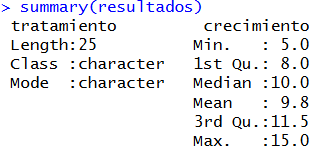 > summary(resultados)
 tratamiento          crecimiento
 Length:25          Min.   : 5.0
 Class :character   1st Qu.: 8.0
 Mode  :character   Median :10.0
                    Mean   : 9.8
                    3rd Qu.:11.5
                    Max.   :15.0